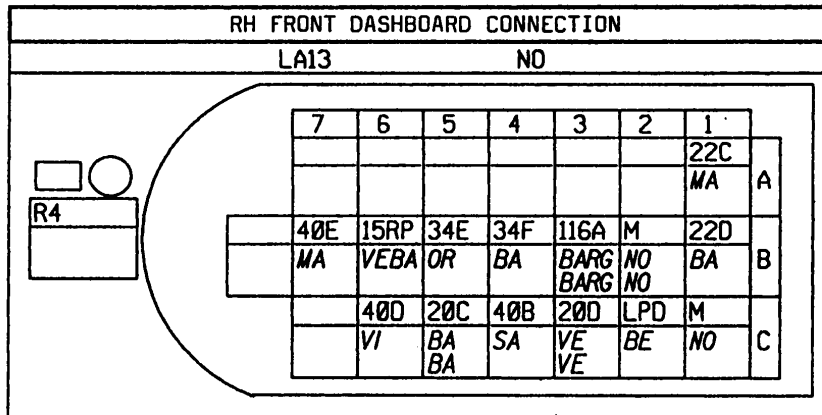 RH FRONT DASHBOARD CONNECTION
LA13 NO
7 6 5 4 3 2 1
22C
MA A
R4
40E 15RP 34E 34F 116A M 22D
MA VEBA OR BA BARG NO BA B
BARG NO
40D 20C 40B 20D LPD M
VI BA SA VE BE NO C
BA VE